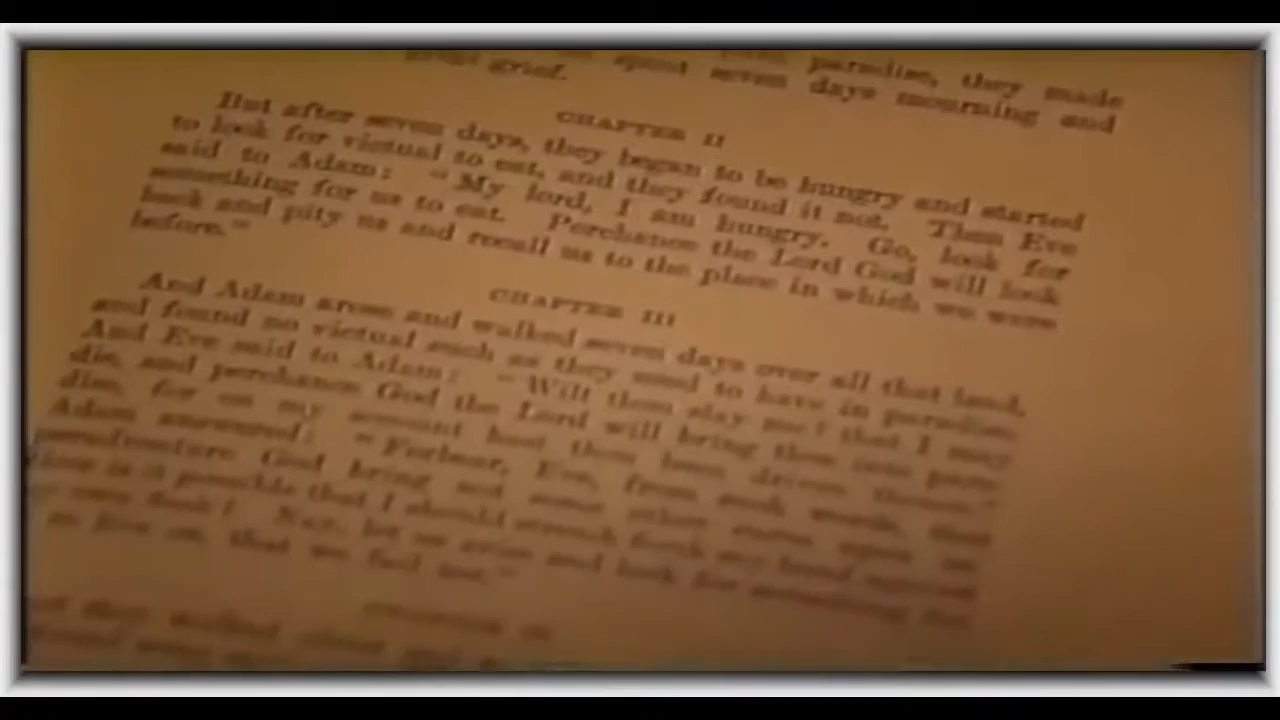 paradise, they made
spent seven days mourning and
great grief.
CHAPTER II
But after seven days, they began to be hungry and started
to look for victual to eat, and they found it not. Then Eve
said to Adam: "My lord, I am hungry. Go, look for
something for us to eat. Perchance the Lord God will look
back and pity us and recall us to the place in which we were
before."
CHAPTER III
And Adam arose and walked seven days over all that land,
and found no victual such as they used to have in paradise.
And Eve said to Adam: "Wilt thou slay me? that I may
die, and perchance God the Lord will bring thee into para-
dise, for on my account hast thou been driven thence."
Adam answered: "Forbear, Eve, from such words, that
peradventure God bring not some other curse upon us.
How is it possible that I should stretch forth my hand against
my own flesh? Nay, let us arise and look for something for
us to live on, that we fail not."
CHAPTER
they walked